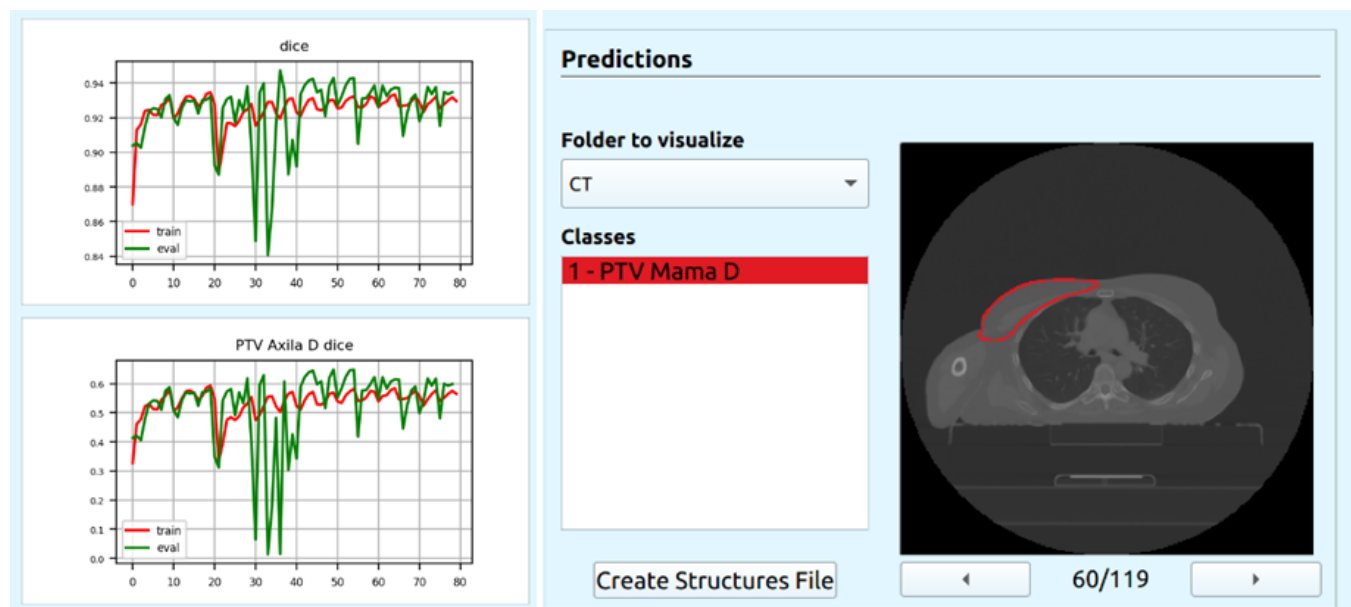 dice
0.94
0.92
0.90
0.88
0.86
0.84
train
eval
0 10 20 30 40 50 60 70 80
PTV Axila D dice
0.6
0.5
0.4
0.3
0.2
0.1
0.0
train
eval
0 10 20 30 40 50 60 70 80
Predictions
Folder to visualize
CT
Classes
1 - PTV Mama D
Create Structures File
60/119